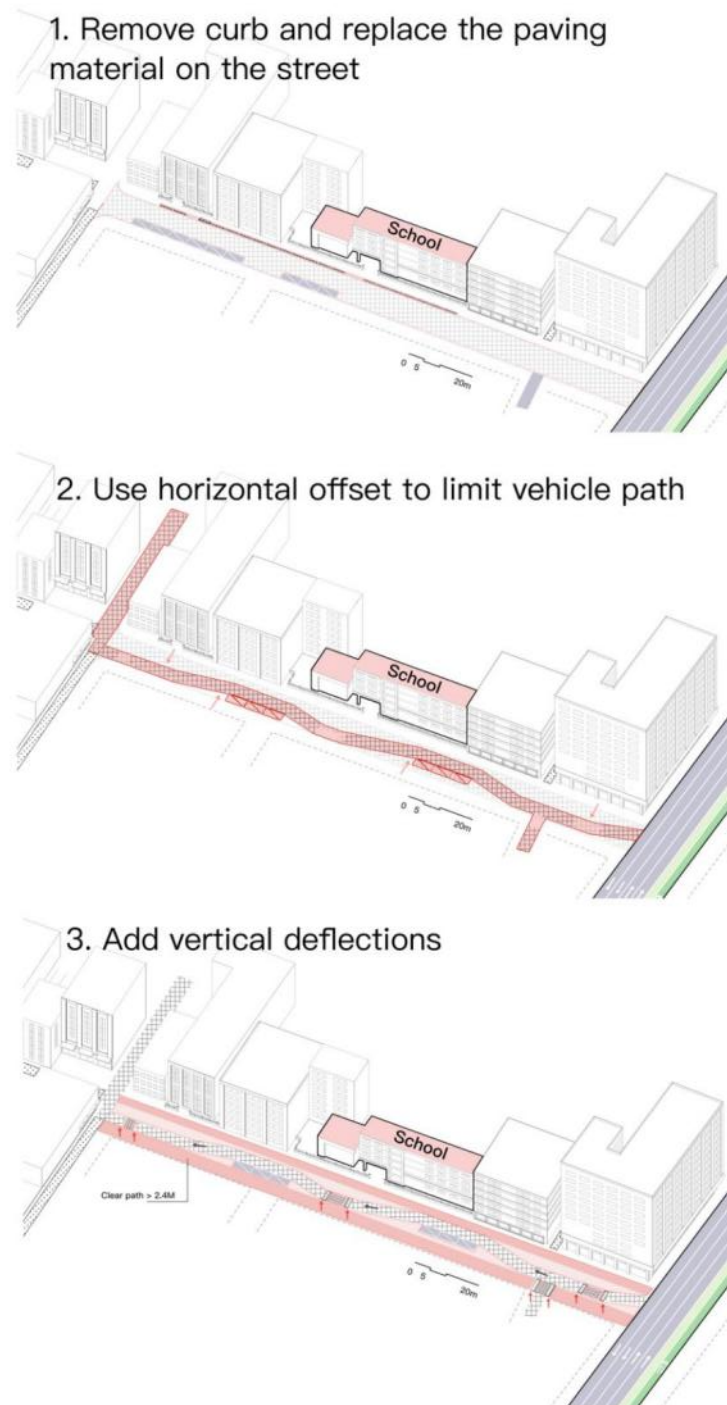 1. Remove curb and replace the paving
material on the street
School
0 5 20m
2. Use horizontal offset to limit vehicle path
School
0 5 20m
3. Add vertical deflections
School
Clear path > 2.4M
0 5 20m